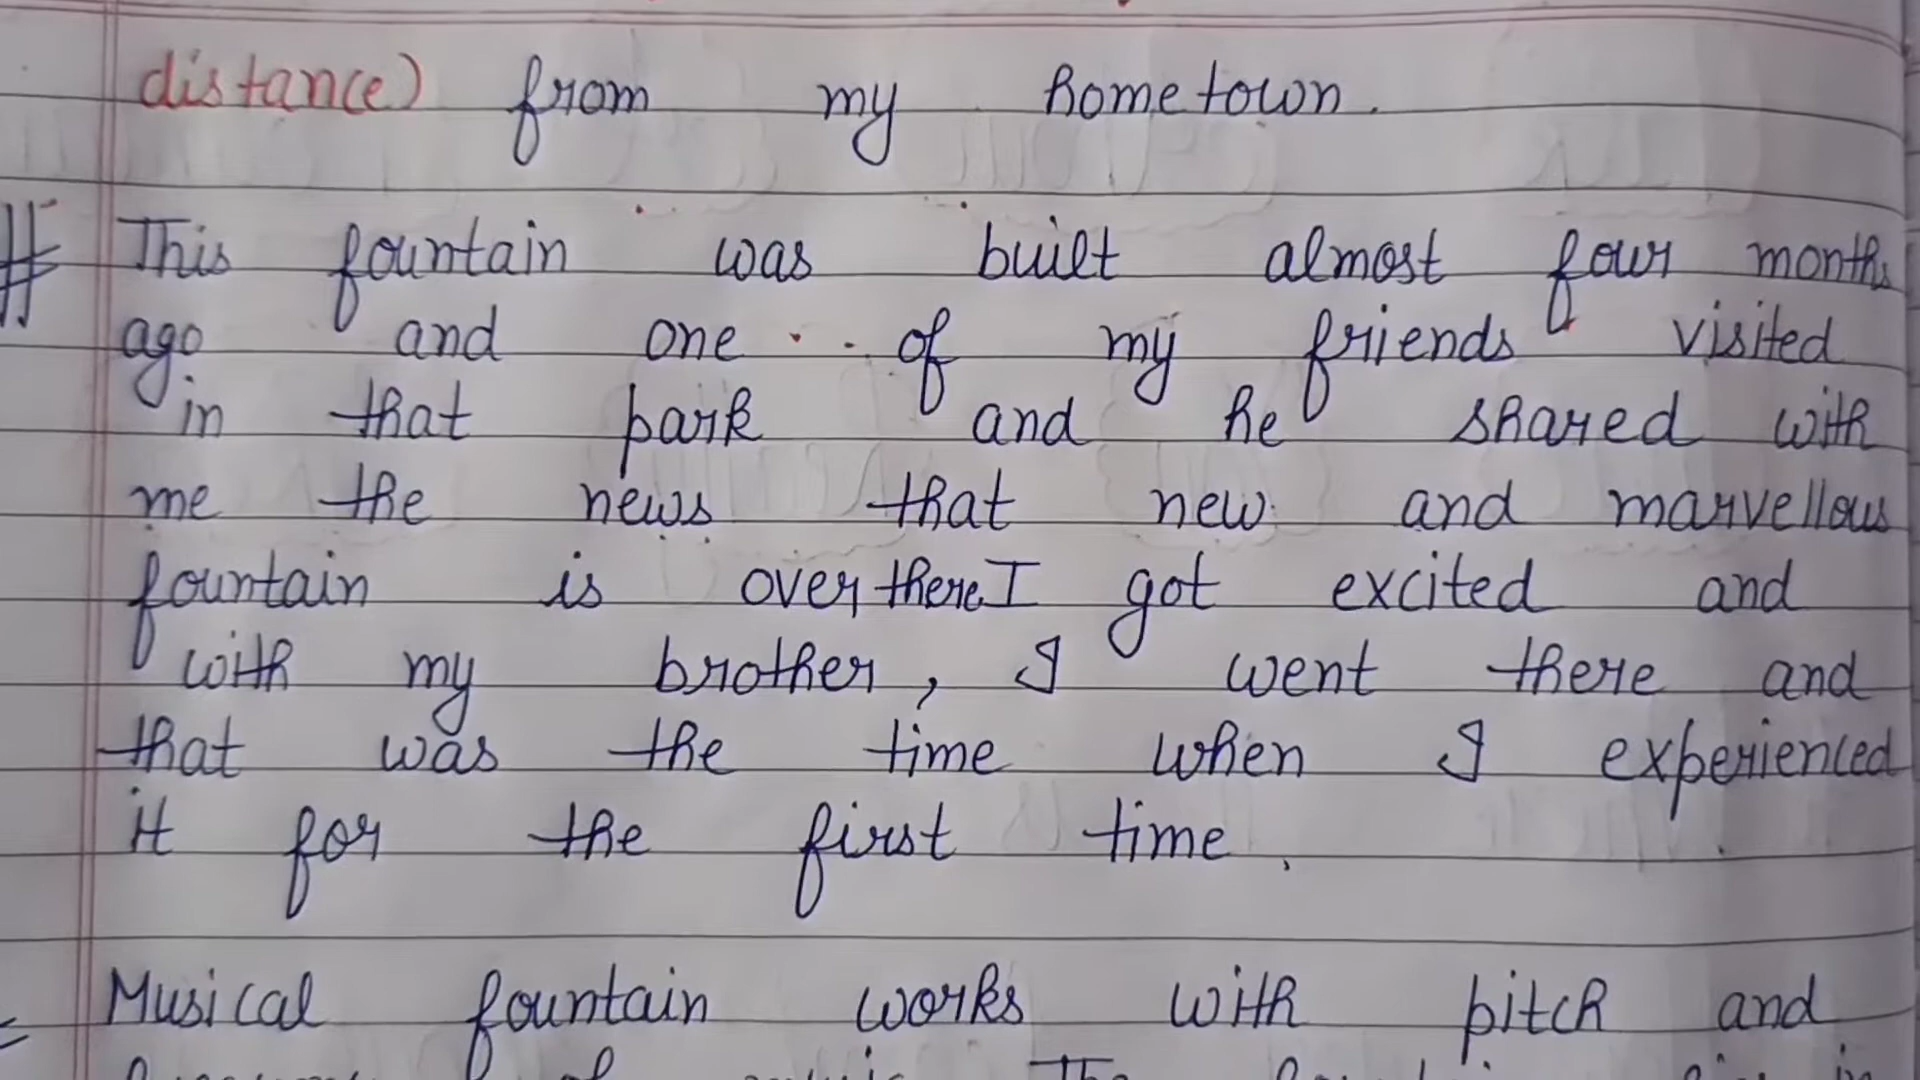 distance) from my hometown.
# This fountain was built almost four months
ago and one of my friends visited
in that park and he shared with
me the news that new and marvellous
fountain is over there I got excited and
with my brother, I went there and
that was the time when I experienced
it for the first time.
Musical fountain works with pitch and
of music. The